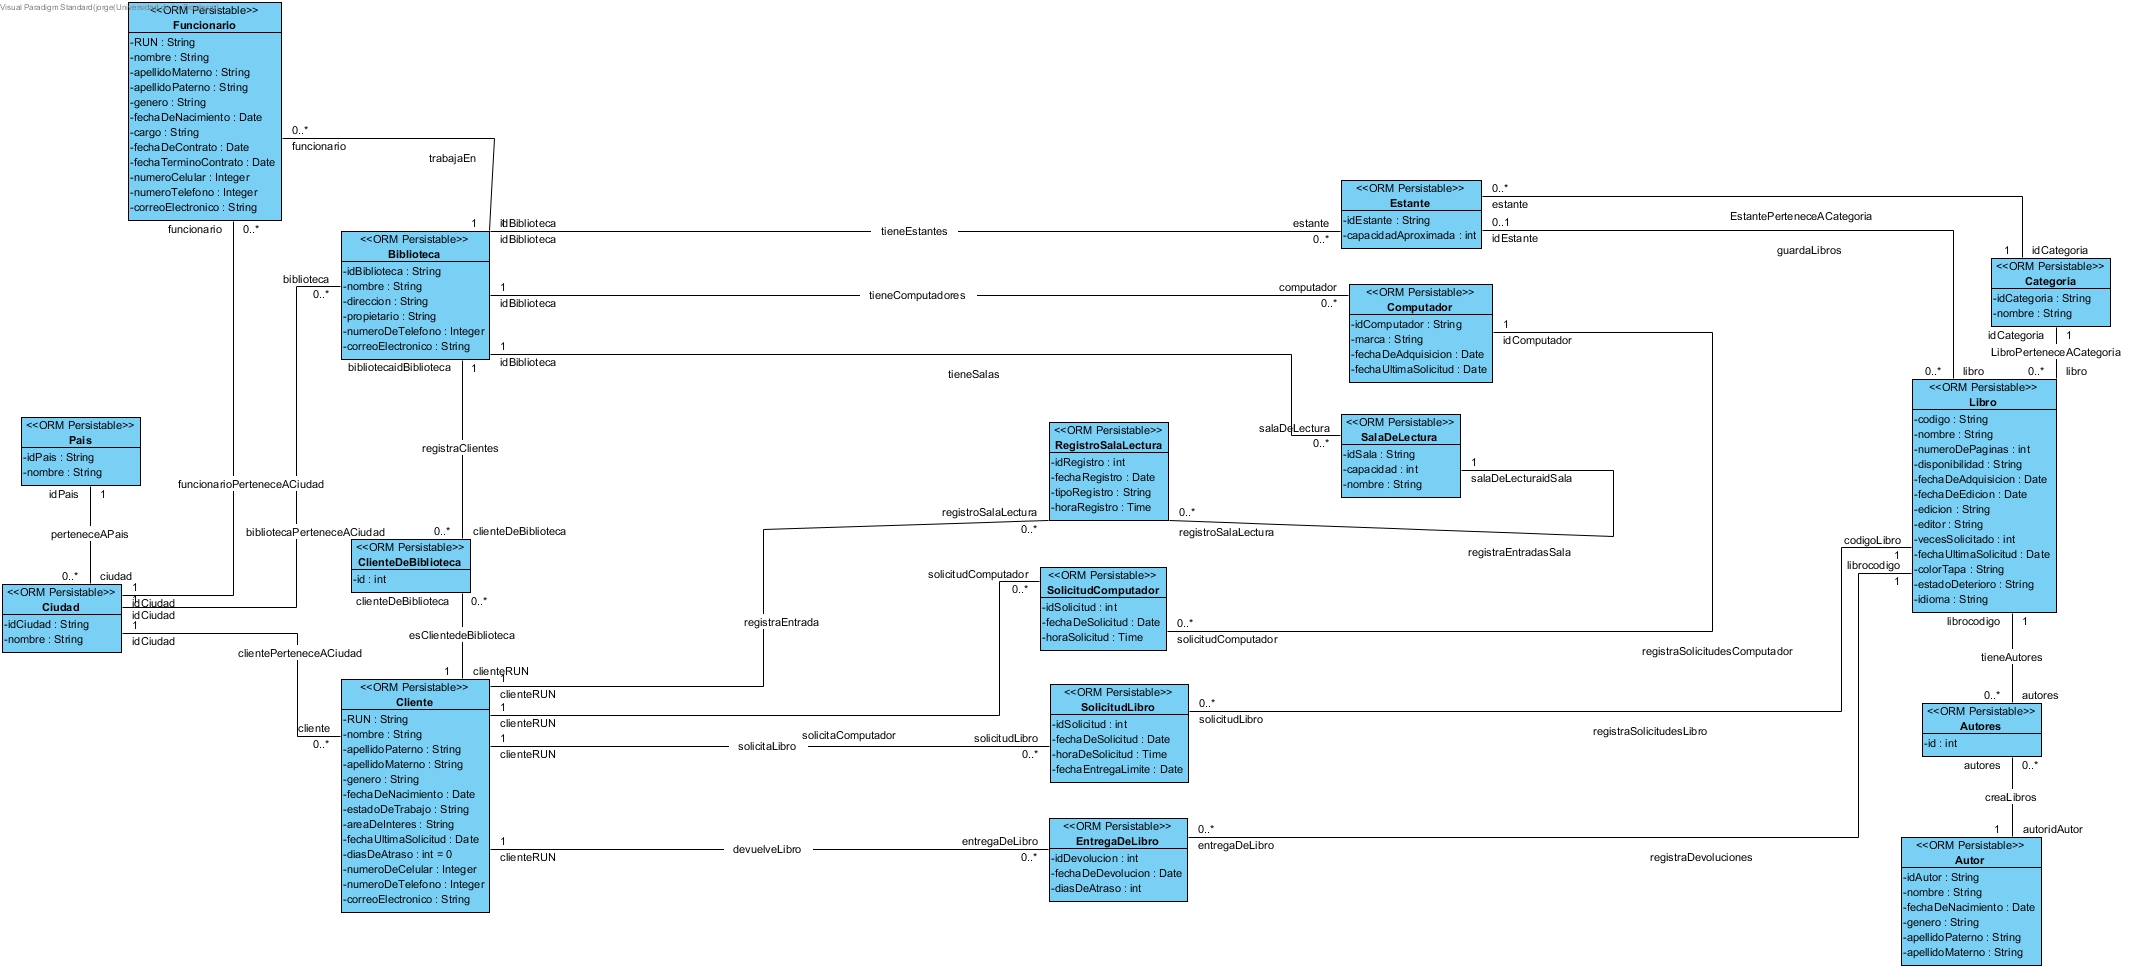 Visual Paradigm Standard(jorge(Universidad
<<ORM Persistable>>
Funcionario
-RUN : String
-nombre : String
-apellidoMaterno : String
-apellidoPaterno : String
-genero : String
-fechaDeNacimiento : Date
-cargo : String
-fechaDeContrato : Date
-fechaTerminoContrato : Date
-numeroCelular : Integer
-numeroTelefono : Integer
-correoElectronico : String
0..*
funcionario
trabajaEn
funcionario
0..*
1
idBiblioteca
<<ORM Persistable>>
Biblioteca
-idBiblioteca : String
-nombre : String
-direccion : String
-propietario : String
-numeroDeTelefono : Integer
-correoElectronico : String
1
idBiblioteca
tieneEstantes
estante
0..*
<<ORM Persistable>>
Estante
-idEstante : String
-capacidadAproximada : int
0..*
estante
EstantePerteneceACategoria
0..1
idEstante
guardaLibros
1
idCategoria
<<ORM Persistable>>
Categoria
-idCategoria : String
-nombre : String
idCategoria
1
LibroPerteneceACategoria
biblioteca
0..*
1
idBiblioteca
tieneComputadores
computador
0..*
<<ORM Persistable>>
Computador
-idComputador : String
-marca : String
-fechaDeAdquisicion : Date
-fechaUltimaSolicitud : Date
1
idComputador
1
idBiblioteca
tieneSalas
salaDeLectura
0..*
<<ORM Persistable>>
SalaDeLectura
-idSala : String
-capacidad : int
-nombre : String
1
salaDeLecturaidSala
0..*
libro
0..*
libro
<<ORM Persistable>>
Libro
-codigo : String
-nombre : String
-numeroDePaginas : int
-disponibilidad : String
-fechaDeAdquisicion : Date
-fechaDeEdicion : Date
-edicion : String
-editor : String
-vecesSolicitado : int
-fechaUltimaSolicitud : Date
-colorTapa : String
-estadoDeterioro : String
-idioma : String
bibliotecaidBiblioteca
1
registraClientes
0..*
clienteDeBiblioteca
<<ORM Persistable>>
ClienteDeBiblioteca
-id : int
clienteDeBiblioteca
0..*
esClientedeBiblioteca
1
clienteRUN
<<ORM Persistable>>
Pais
-idPais : String
-nombre : String
idPais
1
perteneceAPais
0..*
ciudad
funcionarioPerteneceACiudad
bibliotecaPerteneceACiudad
<<ORM Persistable>>
Ciudad
-idCiudad : String
-nombre : String
1
idCiudad
1
idCiudad
1
idCiudad
clientePerteneceACiudad
cliente
0..*
<<ORM Persistable>>
RegistroSalaLectura
-idRegistro : int
-fechaRegistro : Date
-tipoRegistro : String
-horaRegistro : Time
registroSalaLectura
0..*
0..*
registroSalaLectura
registraEntradasSala
<<ORM Persistable>>
SolicitudComputador
-idSolicitud : int
-fechaDeSolicitud : Date
-horaSolicitud : Time
solicitudComputador
0..*
0..*
solicitudComputador
registraSolicitudesComputador
registraEntrada
<<ORM Persistable>>
Cliente
-RUN : String
-nombre : String
-apellidoPaterno : String
-apellidoMaterno : String
-genero : String
-fechaDeNacimiento : Date
-estadoDeTrabajo : String
-areaDeInteres : String
-fechaUltimaSolicitud : Date
-diasDeAtraso : int = 0
-numeroDeCelular : Integer
-numeroDeTelefono : Integer
-correoElectronico : String
1
clienteRUN
1
clienteRUN
solicitaComputador
1
clienteRUN
solicitaLibro
solicitudLibro
0..*
<<ORM Persistable>>
SolicitudLibro
-idSolicitud : int
-fechaDeSolicitud : Date
-horaDeSolicitud : Time
-fechaEntregaLimite : Date
0..*
solicitudLibro
registraSolicitudesLibro
codigoLibro
1
librocodigo
1
1
clienteRUN
devuelveLibro
entregaDeLibro
0..*
<<ORM Persistable>>
EntregaDeLibro
-idDevolucion : int
-fechaDeDevolucion : Date
-diasDeAtraso : int
0..*
entregaDeLibro
registraDevoluciones
librocodigo
1
tieneAutores
0..*
autores
<<ORM Persistable>>
Autores
-id : int
autores
0..*
creaLibros
1
autoridAutor
<<ORM Persistable>>
Autor
-idAutor : String
-nombre : String
-fechaDeNacimiento : Date
-genero : String
-apellidoPaterno : String
-apellidoMaterno : String